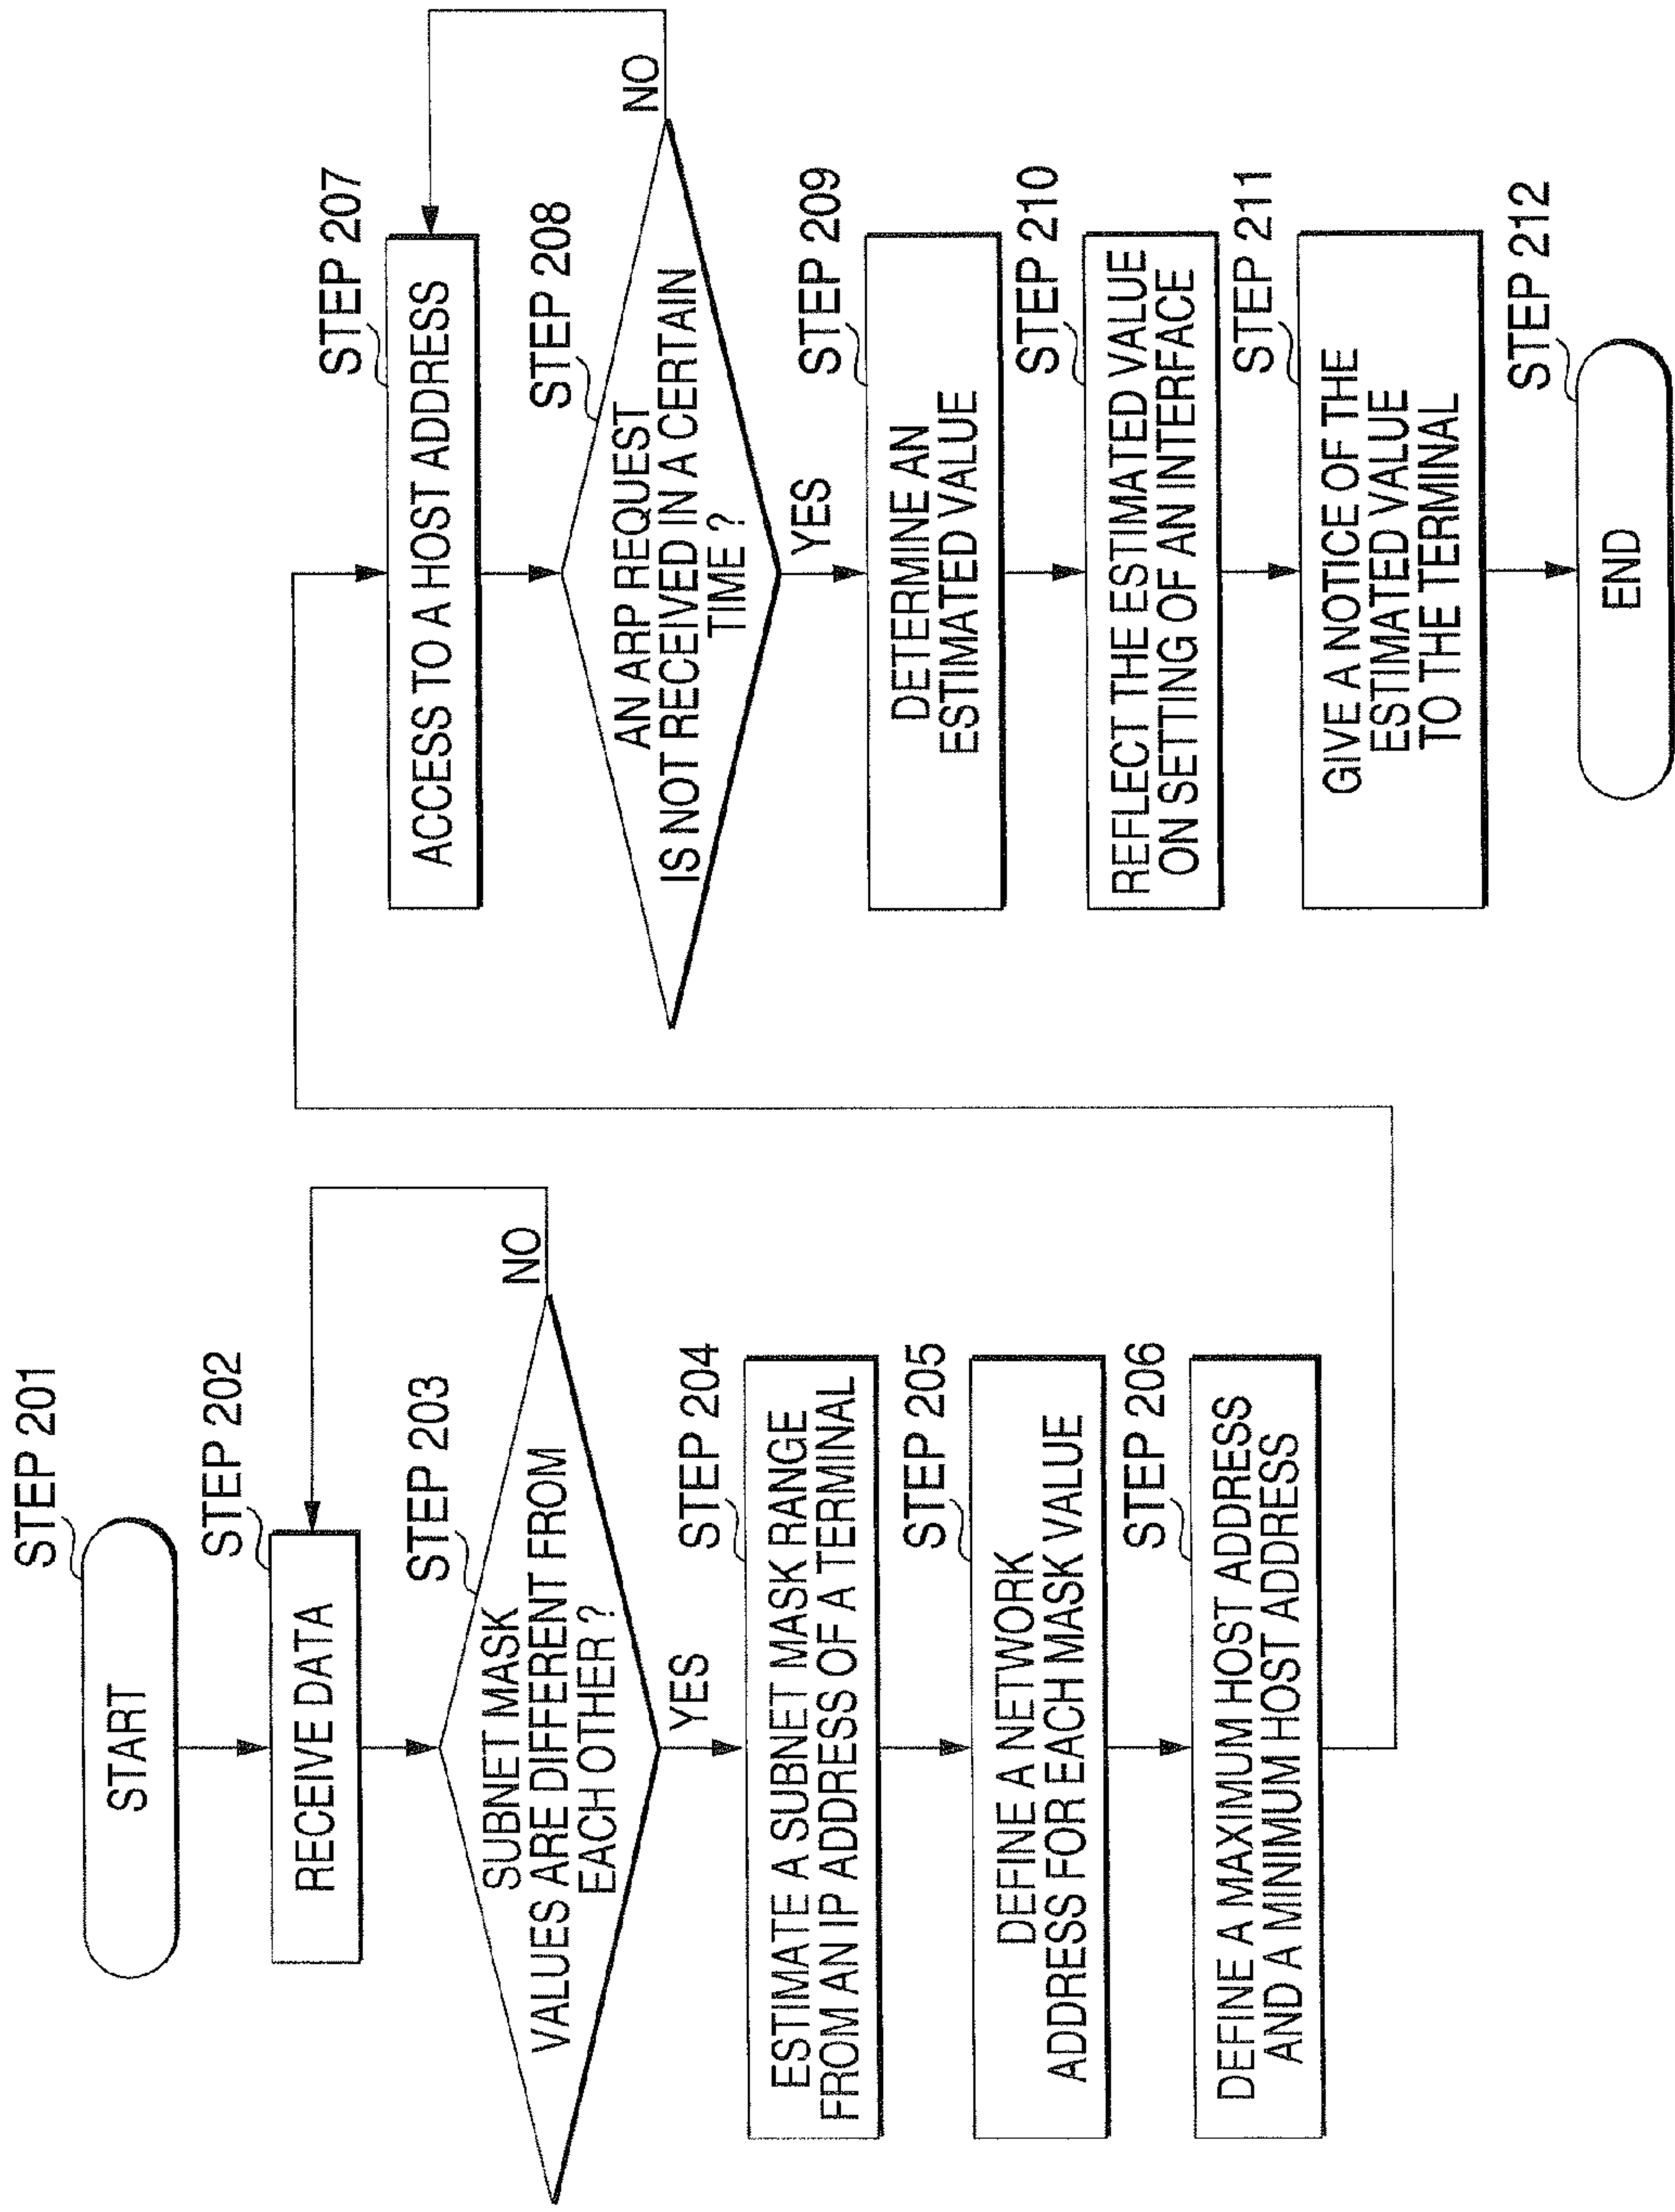 STEP 201
START
STEP 202
RECEIVE DATA
STEP 203
SUBNET MASK
VALUES ARE DIFFERENT FROM
EACH OTHER ?
NO
YES
STEP 204
ESTIMATE A SUBNET MASK RANGE
FROM AN IP ADDRESS OF A TERMINAL
STEP 205
DEFINE A NETWORK
ADDRESS FOR EACH MASK VALUE
STEP 206
DEFINE A MAXIMUM HOST ADDRESS
AND A MINIMUM HOST ADDRESS
STEP 207
ACCESS TO A HOST ADDRESS
STEP 208
AN ARP REQUEST
IS NOT RECEIVED IN A CERTAIN
TIME ?
NO
YES
STEP 209
DETERMINE AN
ESTIMATED VALUE
STEP 210
REFLECT THE ESTIMATED VALUE
ON SETTING OF AN INTERFACE
STEP 211
GIVE A NOTICE OF THE
ESTIMATED VALUE
TO THE TERMINAL
STEP 212
END